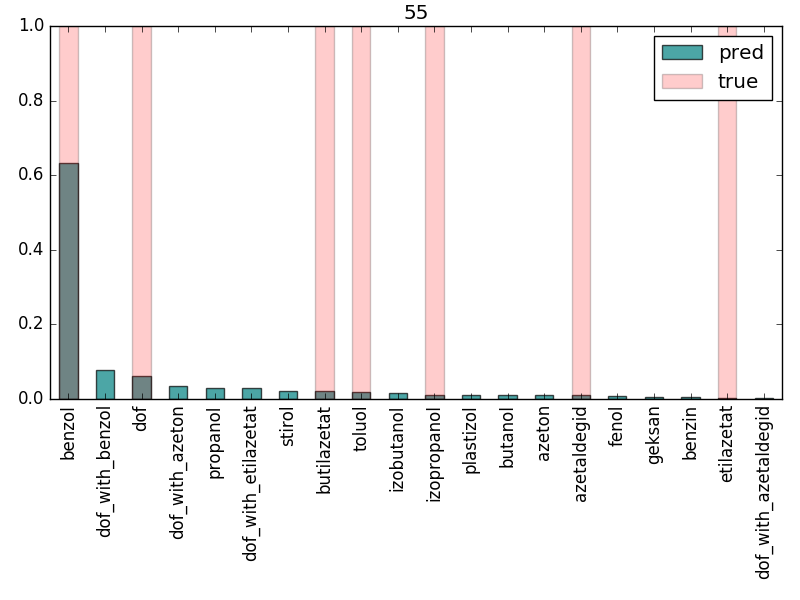 55
1.0
0.8
0.6
0.4
0.2
0.0
pred
true
benzol
dof_with_benzol
dof
dof_with_azeton
propanol
dof_with_etilazetat
stirol
butilazetat
toluol
izobutanol
izopropanol
plastizol
butanol
azeton
azetaldegid
fenol
geksan
benzin
etilazetat
dof_with_azetaldegid